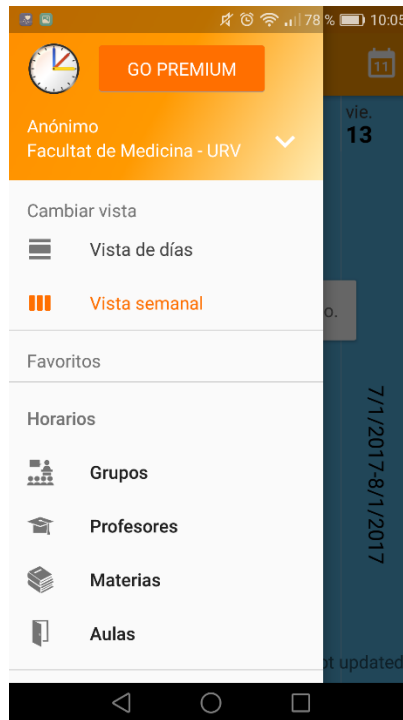 78 % 10:05
GO PREMIUM
11
Anónimo
Facultat de Medicina - URV
vie.
13
Cambiar vista
Vista de días
Vista semanal
o.
Favoritos
Horarios
7/1/2017-8/1/2017
Grupos
Profesores
Materias
Aulas
ot updated